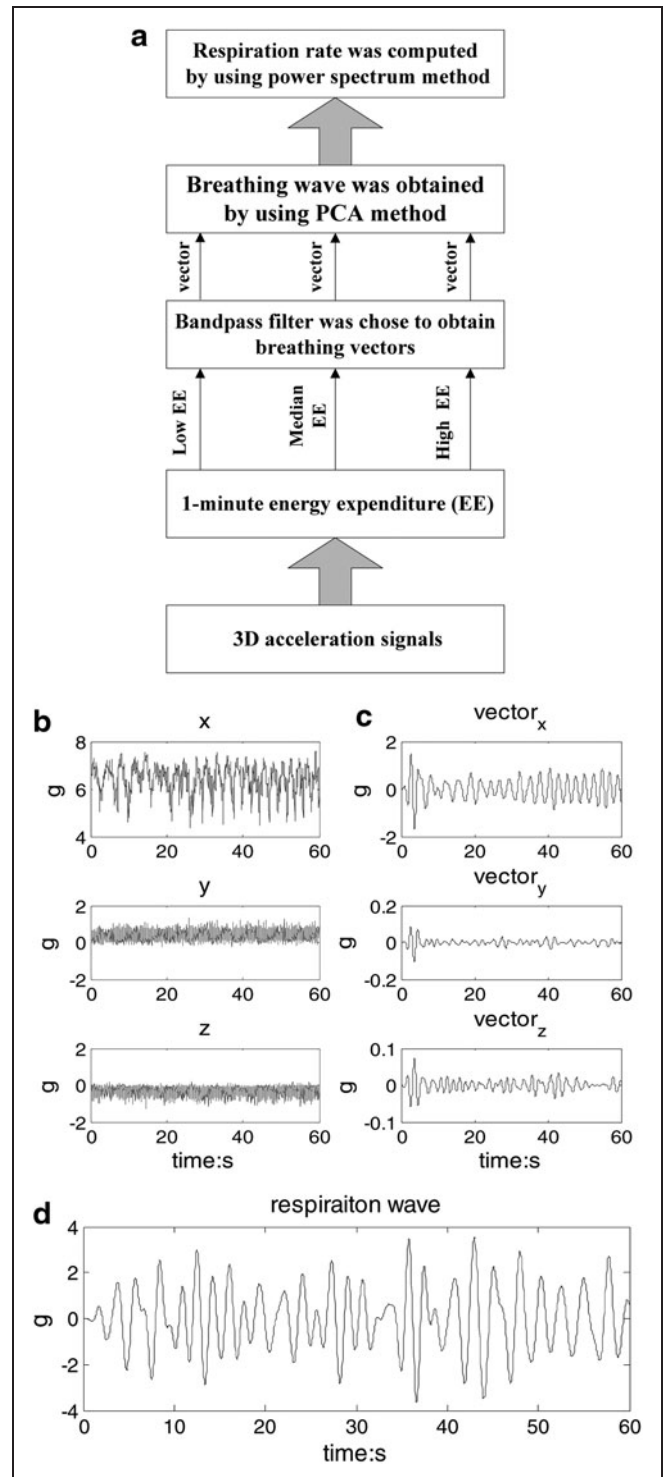 a
Respiration rate was computed
by using power spectrum method
Breathing wave was obtained
by using PCA method
vector
vector
vector
Bandpass filter was chose to obtain
breathing vectors
Low EE
Median
EE
High EE
1-minute energy expenditure (EE)
3D acceleration signals
b
x
8
6
4
g
0 20 40 60
y
2
0
-2
g
0 20 40 60
z
2
0
-2
g
0 20 40 60
time:s
c
vector_x
2
0
-2
g
0 20 40 60
vector_y
0.2
0
-0.2
g
0 20 40 60
vector_z
0.1
0
-0.1
g
0 20 40 60
time:s
d
respiraiton wave
4
2
0
-2
-4
g
0 10 20 30 40 50 60
time:s